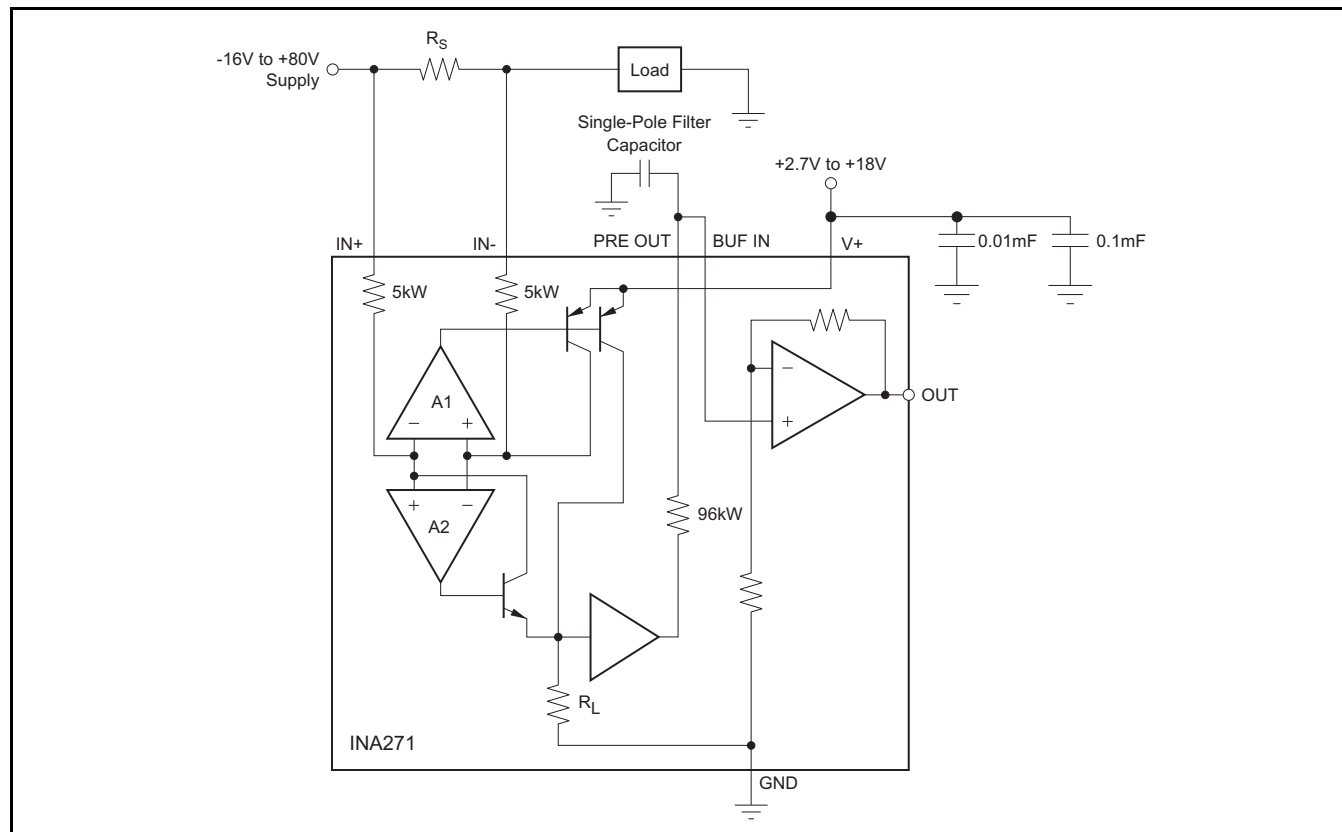 R_S
-16V to +80V
Supply
Load
Single-Pole Filter
Capacitor
+2.7V to +18V
0.01mF
0.1mF
IN+
IN-
PRE OUT
BUF IN
V+
5kW
5kW
A1
-
+
+
-
A2
96kW
-
+
OUT
R_L
INA271
GND